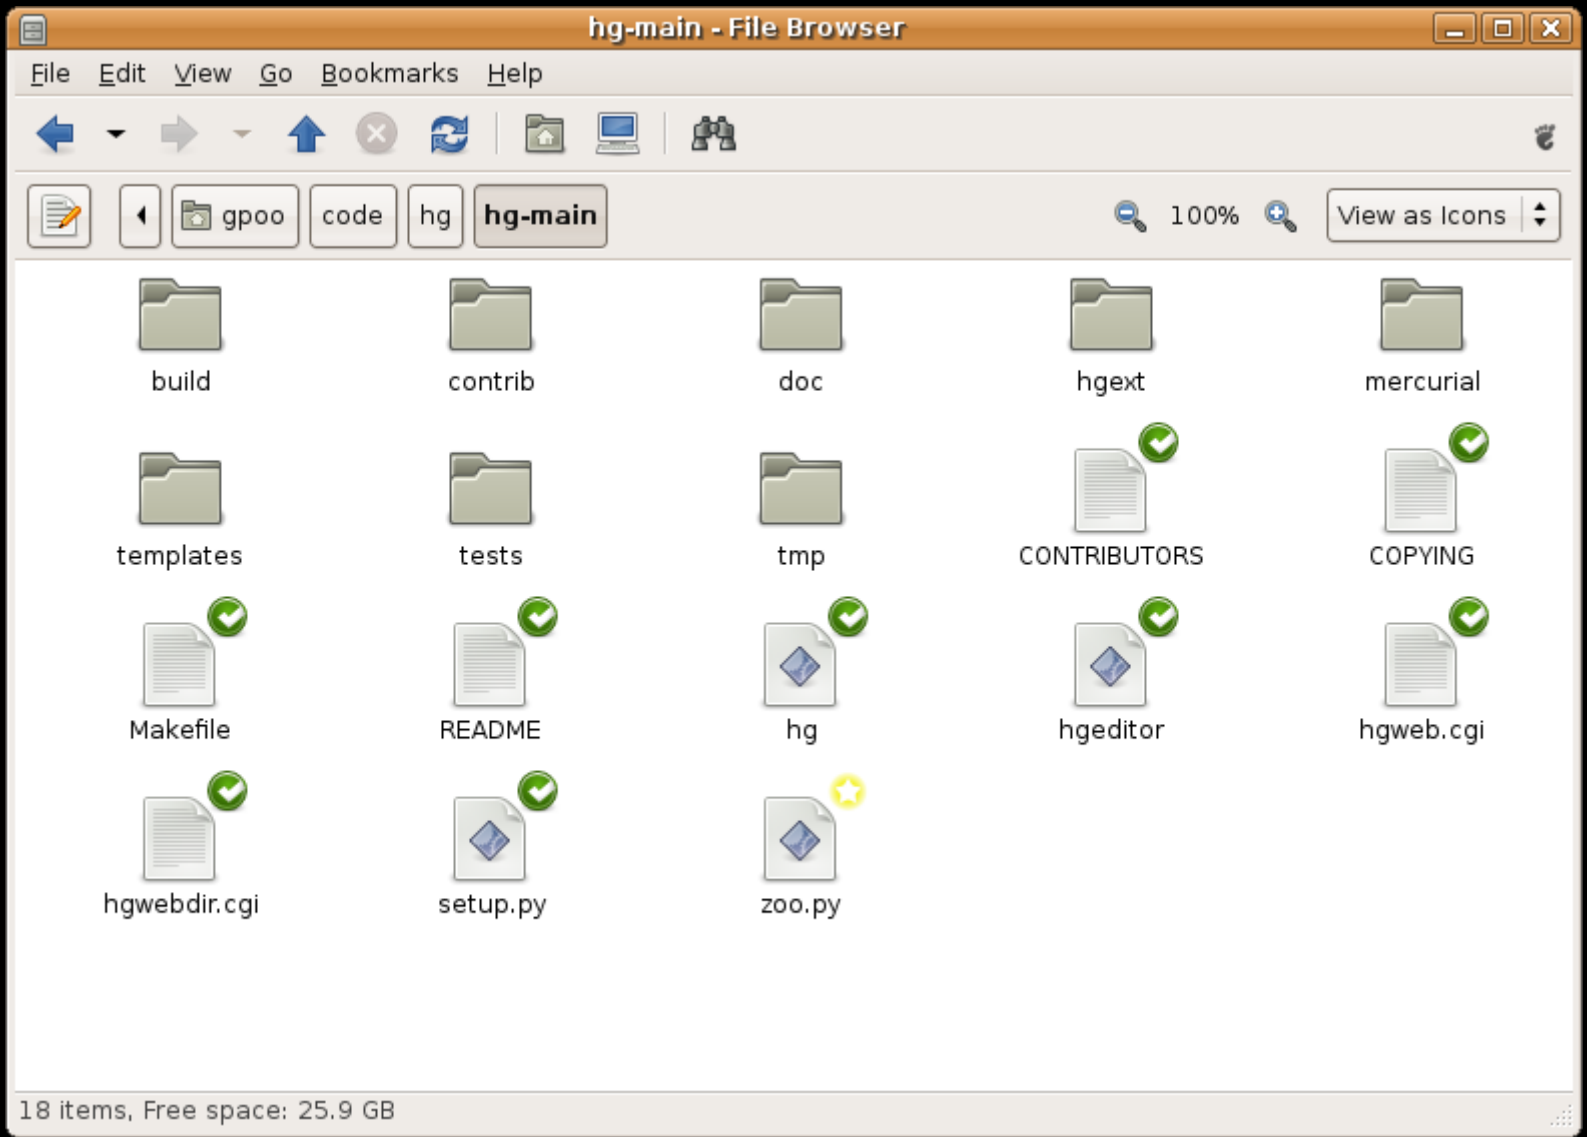 hg-main - File Browser
File Edit View Go Bookmarks Help
gpoo code hg hg-main 100% View as Icons
build contrib doc hgext mercurial
templates tests tmp CONTRIBUTORS COPYING
Makefile README hg hgeditor hgweb.cgi
hgwebdir.cgi setup.py zoo.py
18 items, Free space: 25.9 GB